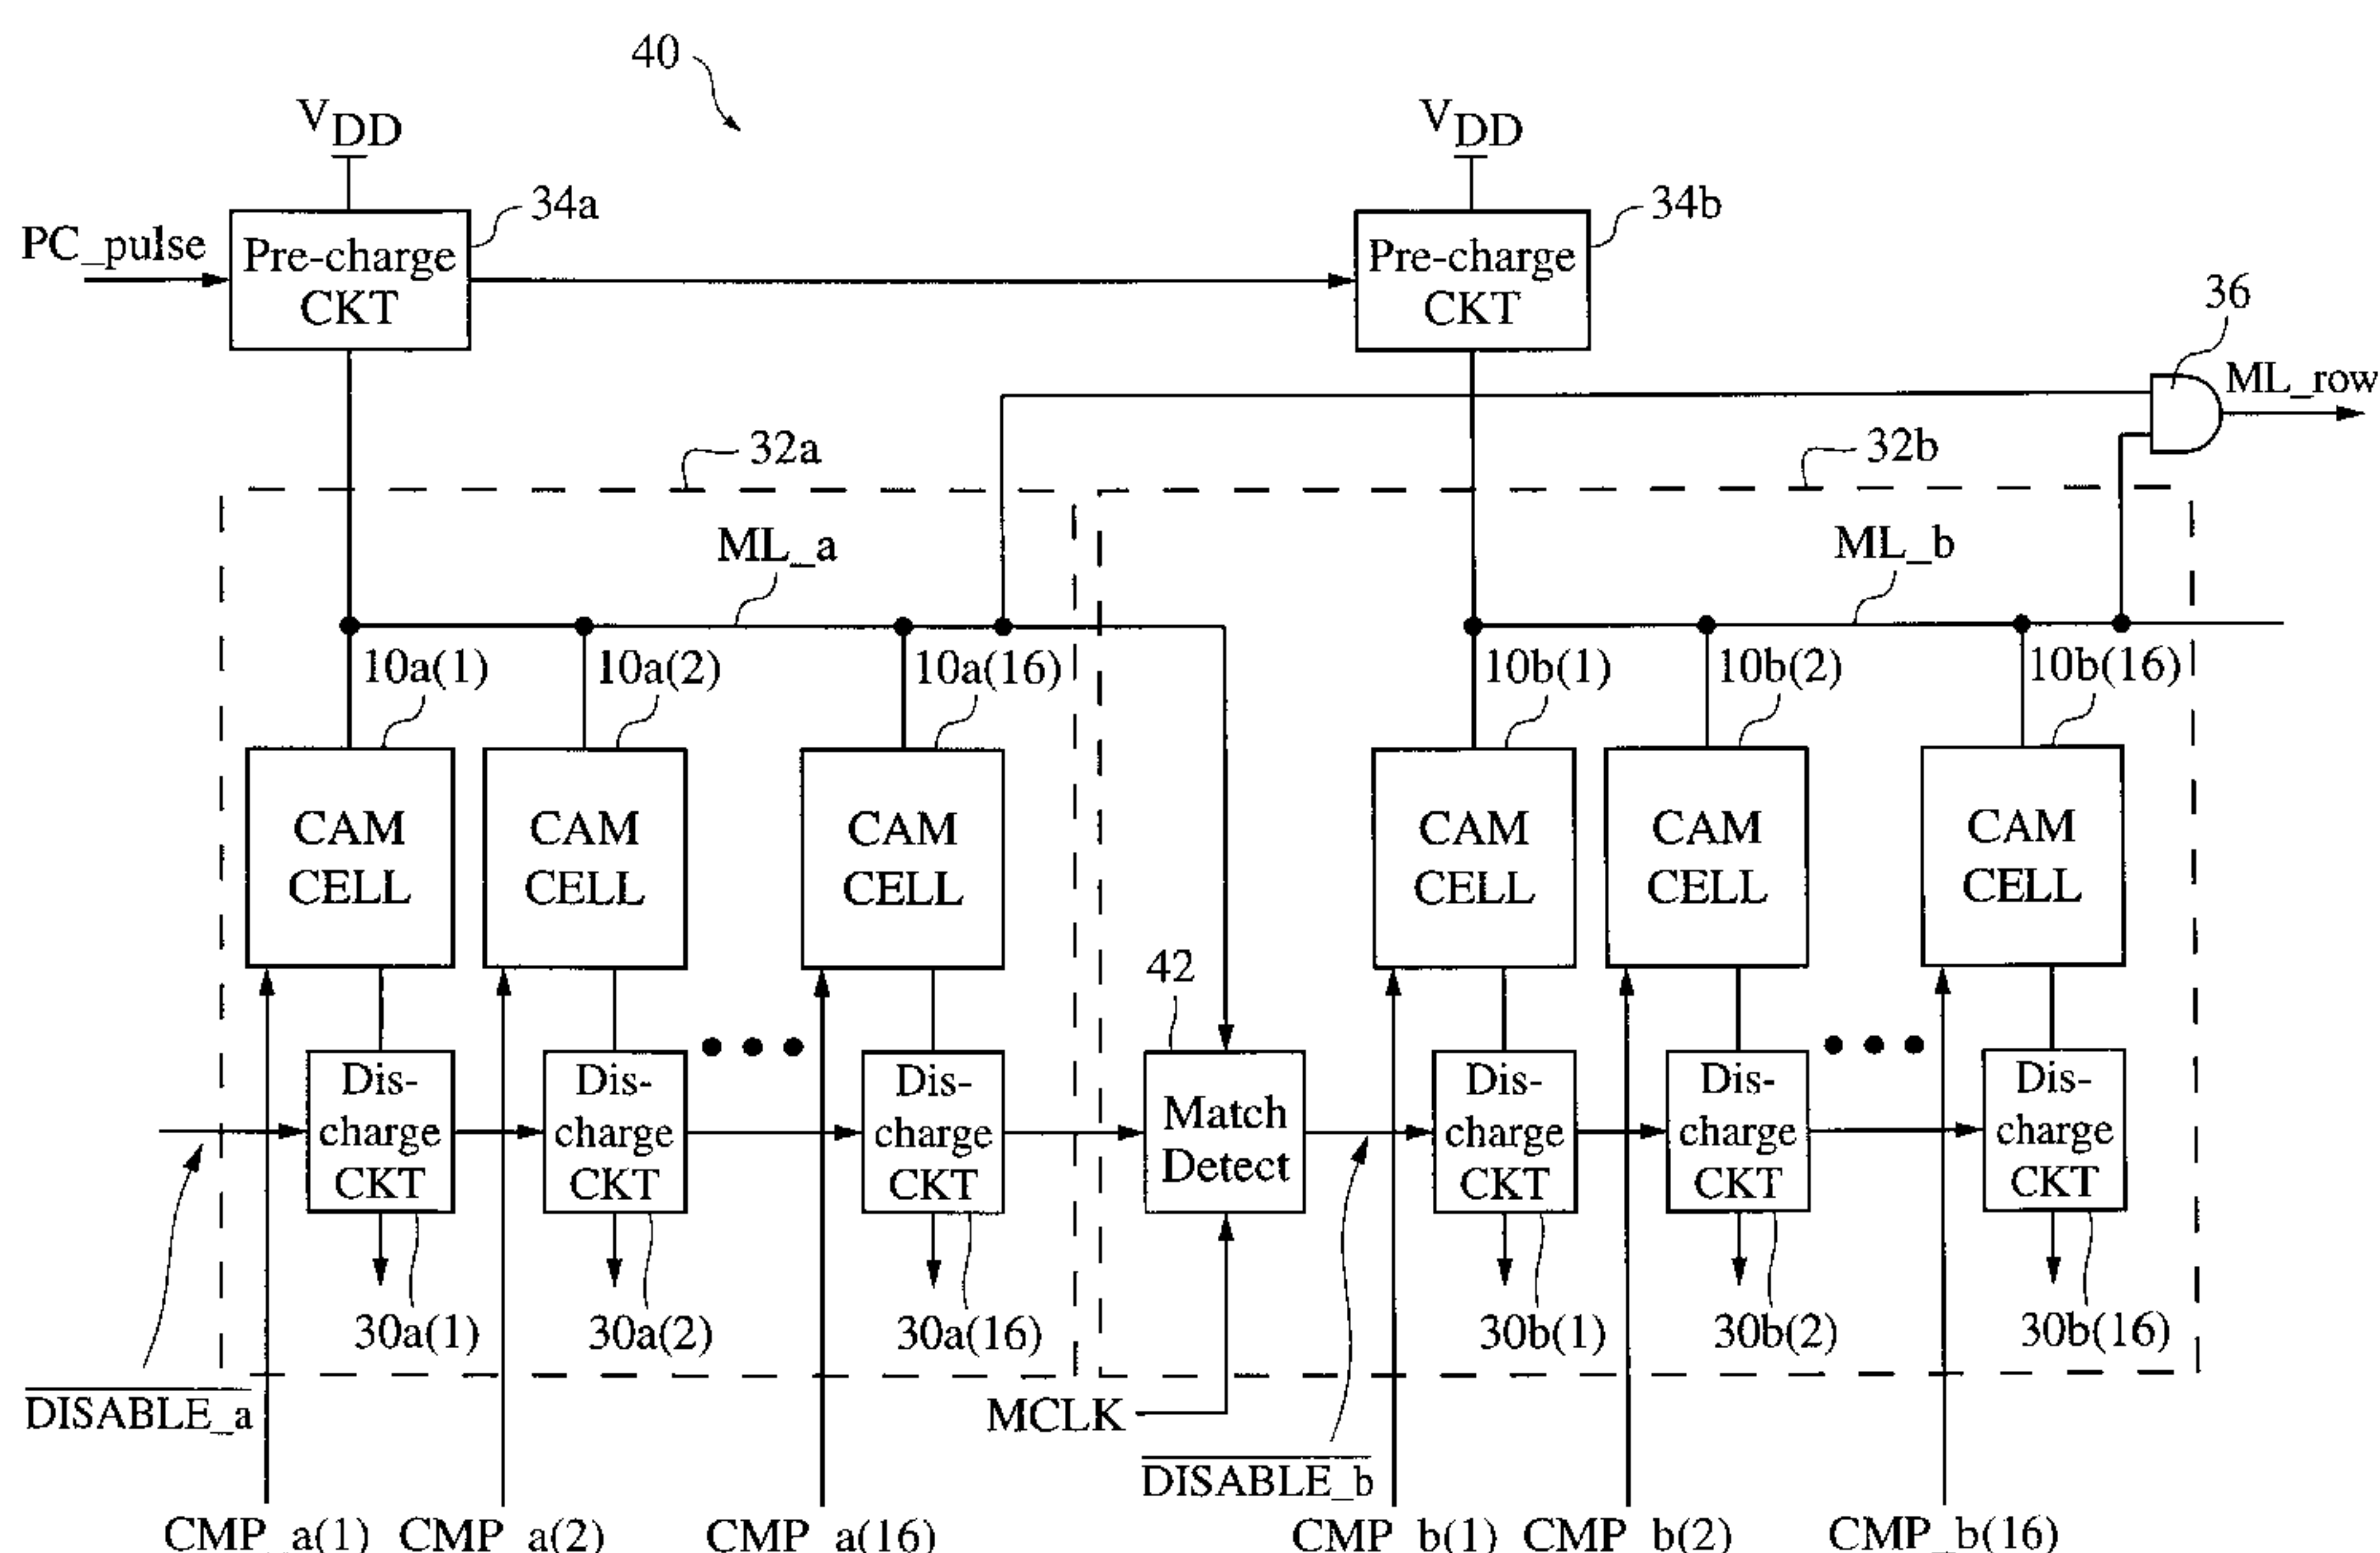 40
VDD
VDD
34a
34b
PC_pulse
Pre-charge
CKT
Pre-charge
CKT
36
ML_row
32a
32b
ML_a
ML_b
10a(1)
10a(2)
10a(16)
10b(1)
10b(2)
10b(16)
CAM
CELL
CAM
CELL
CAM
CELL
CAM
CELL
CAM
CELL
CAM
CELL
42
Dis-
charge
CKT
Dis-
charge
CKT
Dis-
charge
CKT
Match
Detect
Dis-
charge
CKT
Dis-
charge
CKT
Dis-
charge
CKT
30a(1)
30a(2)
30a(16)
30b(1)
30b(2)
30b(16)
DISABLE_a
MCLK
DISABLE_b
CMP_a(1)
CMP_a(2)
CMP_a(16)
CMP_b(1)
CMP_b(2)
CMP_b(16)